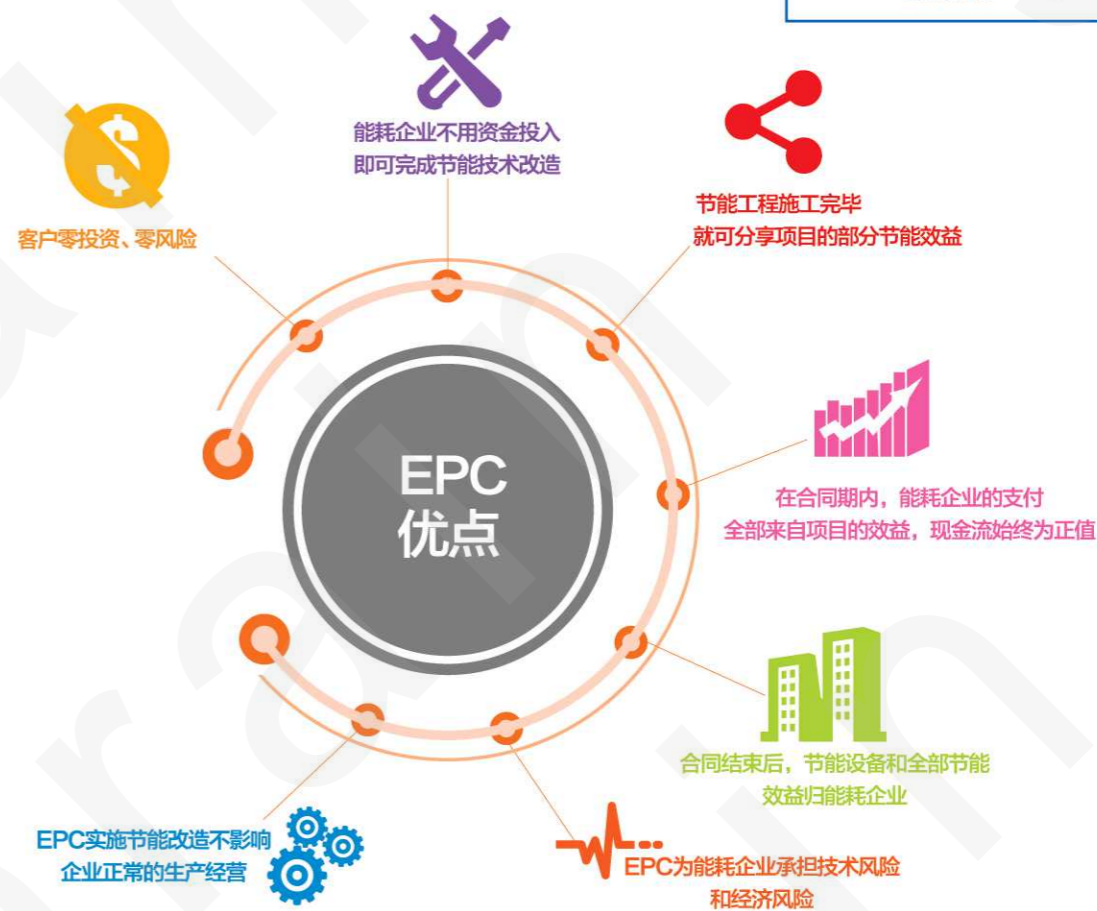 能耗企业不用资金投入
即可完成节能技术改造
客户零投资、零风险
节能工程施工完毕
就可分享项目的部分节能效益
EPC
优点
在合同期内，能耗企业的支付
全部来自项目的效益，现金流始终为正值
合同结束后，节能设备和全部节能
效益归能耗企业
EPC实施节能改造不影响
企业正常的生产经营
EPC为能耗企业承担技术风险
和经济风险